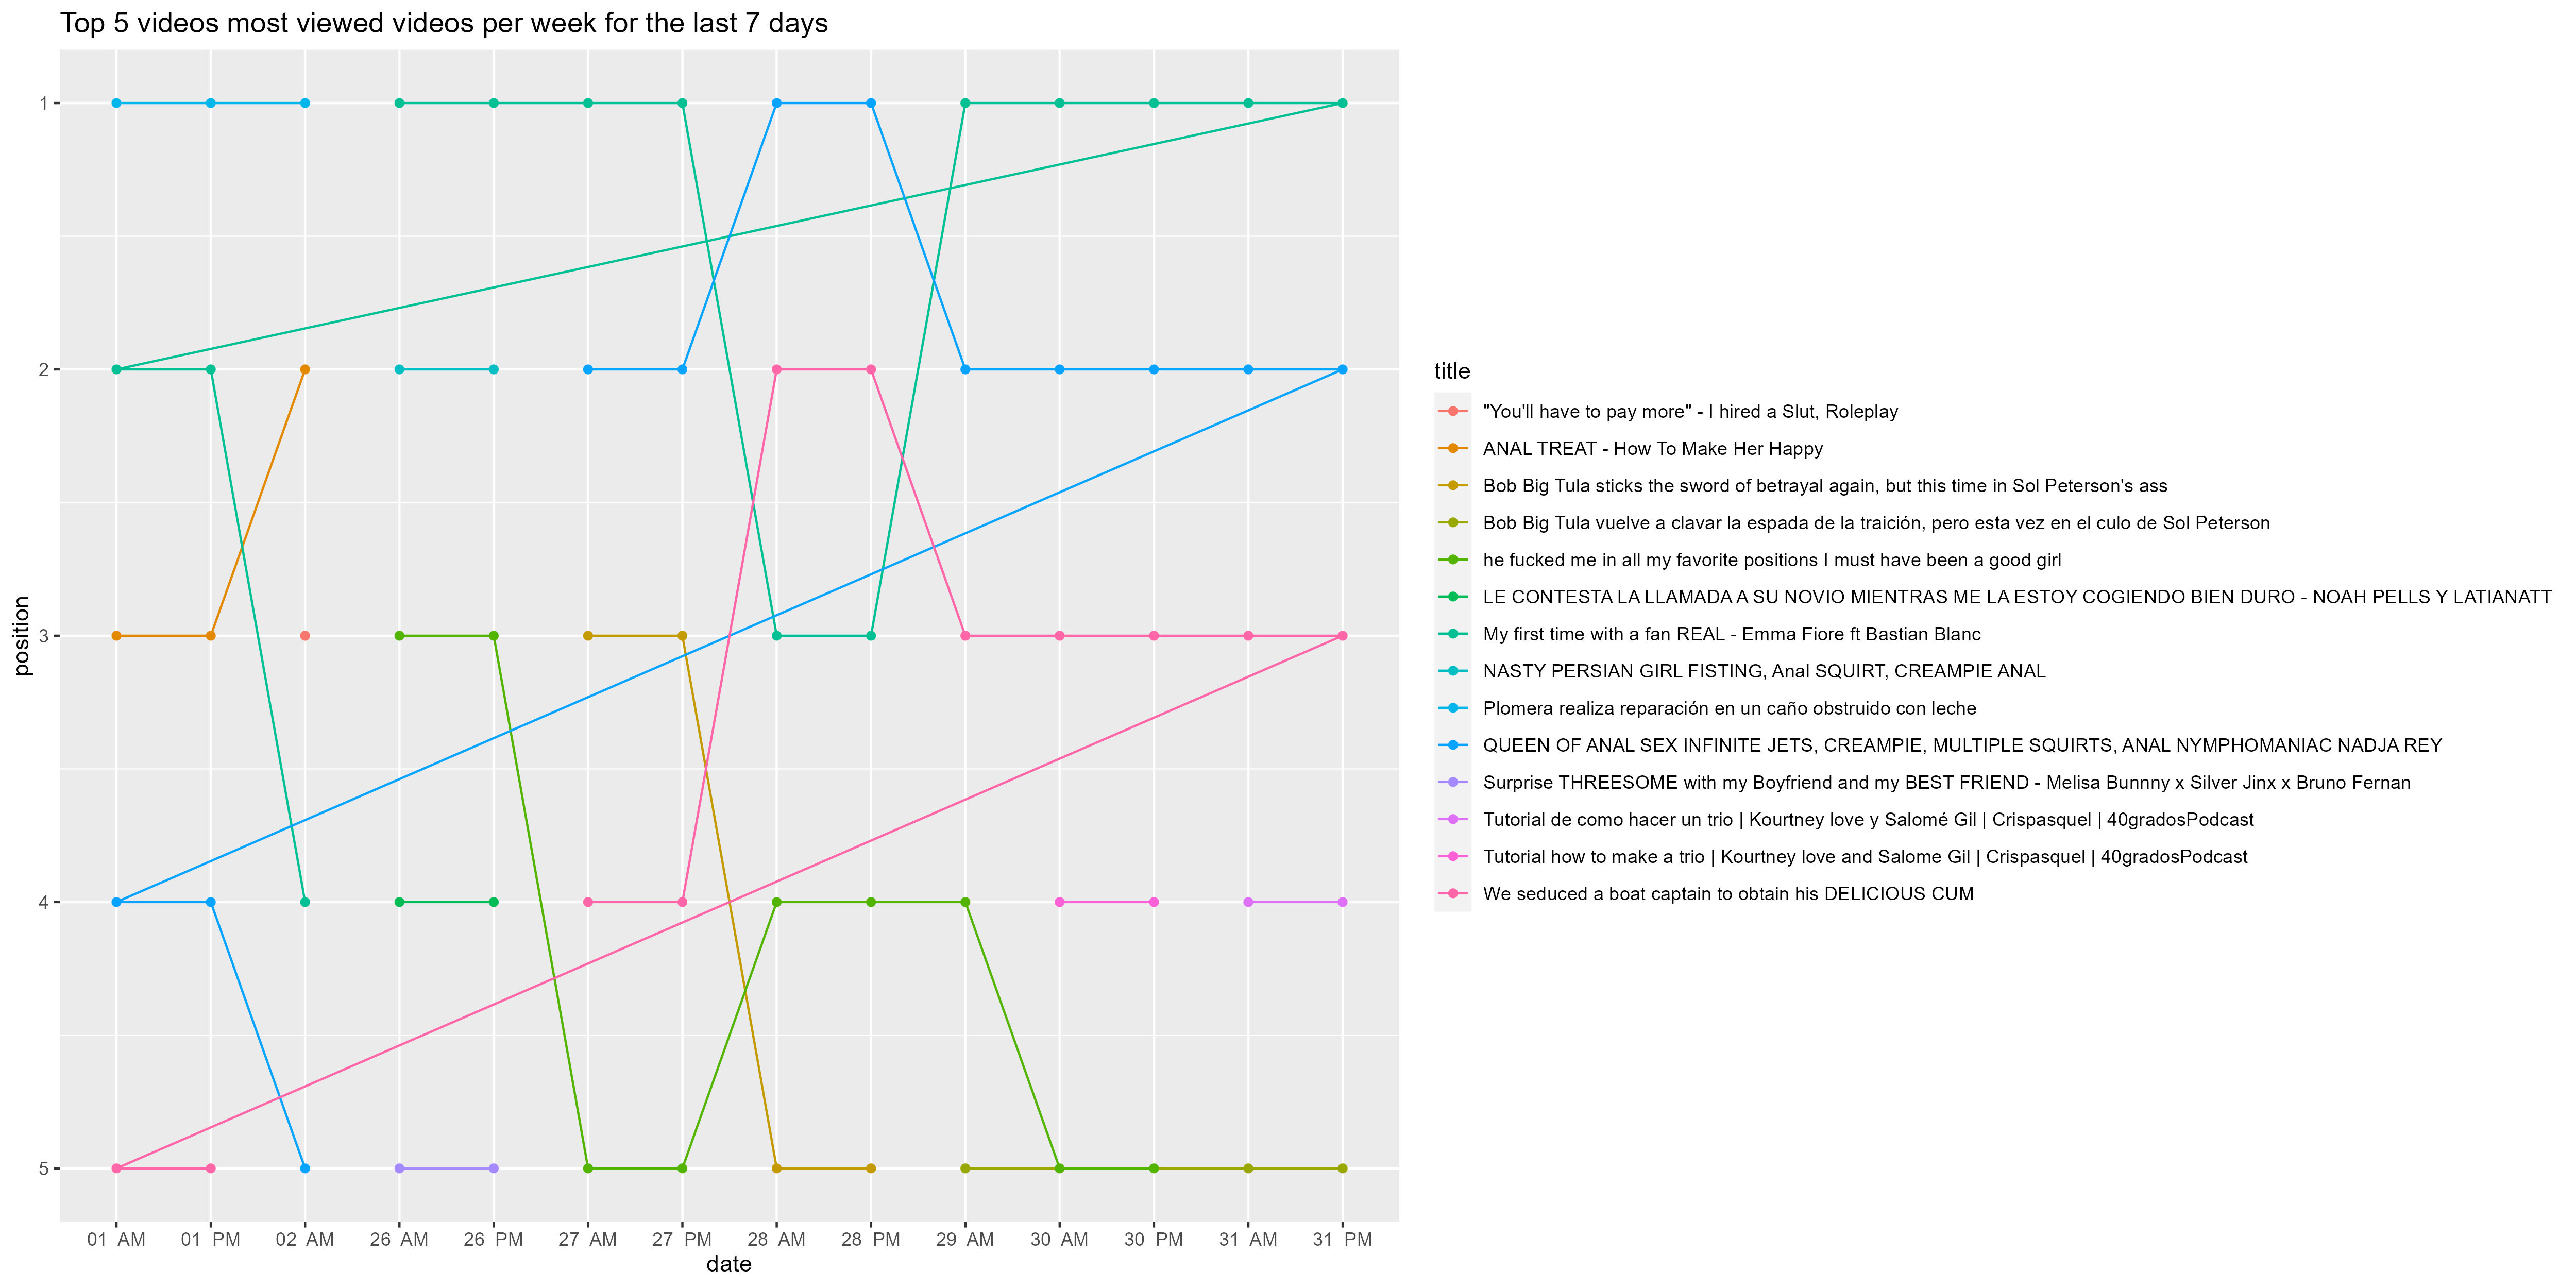 Top 5 videos most viewed videos per week for the last 7 days
position
1
2
3
4
5
01 AM 01 PM 02 AM 26 AM 26 PM 27 AM 27 PM 28 AM 28 PM 29 AM 30 AM 30 PM 31 AM 31 PM
date
title
"You'll have to pay more" - I hired a Slut, Roleplay
ANAL TREAT - How To Make Her Happy
Bob Big Tula sticks the sword of betrayal again, but this time in Sol Peterson's ass
Bob Big Tula vuelve a clavar la espada de la traición, pero esta vez en el culo de Sol Peterson
he fucked me in all my favorite positions I must have been a good girl
LE CONTESTA LA LLAMADA A SU NOVIO MIENTRAS ME LA ESTOY COGIENDO BIEN DURO - NOAH PELLS Y LATIANATT
My first time with a fan REAL - Emma Fiore ft Bastian Blanc
NASTY PERSIAN GIRL FISTING, Anal SQUIRT, CREAMPIE ANAL
Plomera realiza reparación en un caño obstruido con leche
QUEEN OF ANAL SEX INFINITE JETS, CREAMPIE, MULTIPLE SQUIRTS, ANAL NYMPHOMANIAC NADJA REY
Surprise THREESOME with my Boyfriend and my BEST FRIEND - Melisa Bunnny x Silver Jinx x Bruno Fernan
Tutorial de como hacer un trio | Kourtney love y Salomé Gil | Crispasquel | 40gradosPodcast
Tutorial how to make a trio | Kourtney love and Salome Gil | Crispasquel | 40gradosPodcast
We seduced a boat captain to obtain his DELICIOUS CUM